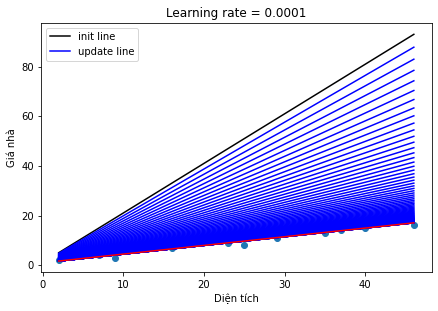 Learning rate = 0.0001
init line
update line
Giá nhà
80
60
40
20
0
0
10
20
30
40
Diện tích